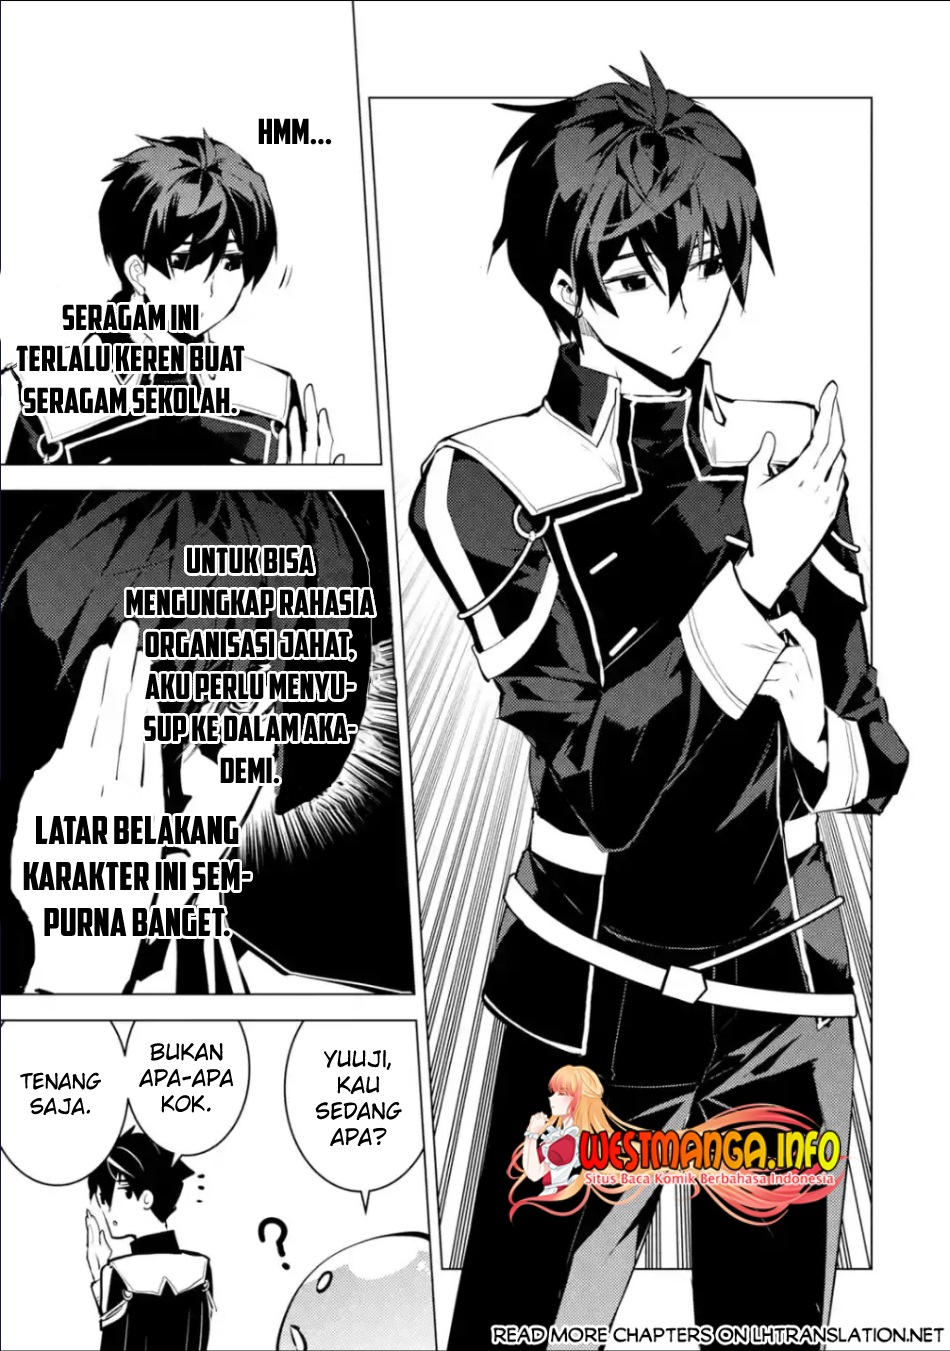 HMM...
SERAGAM INI
TERLALU KEREN BUAT
SERAGAM SEKOLAH.
UNTUK BISA
MENGUNGKAP RAHASIA
ORGANISASI JAHAT,
AKU PERLU MENYU-
SUP KE DALAM AKA-
DEMI.
LATAR BELAKANG
KARAKTER INI SEM-
PURNA BANGET.
YUUJI,
KAU
SEDANG
APA?
BUKAN
APA-APA
KOK.
TENANG
SAJA.
?
WESTMANGA.INFO
Situs Baca Komik Berbahasa Indonesia
READ MORE CHAPTERS ON LHTRANSLATION.NET